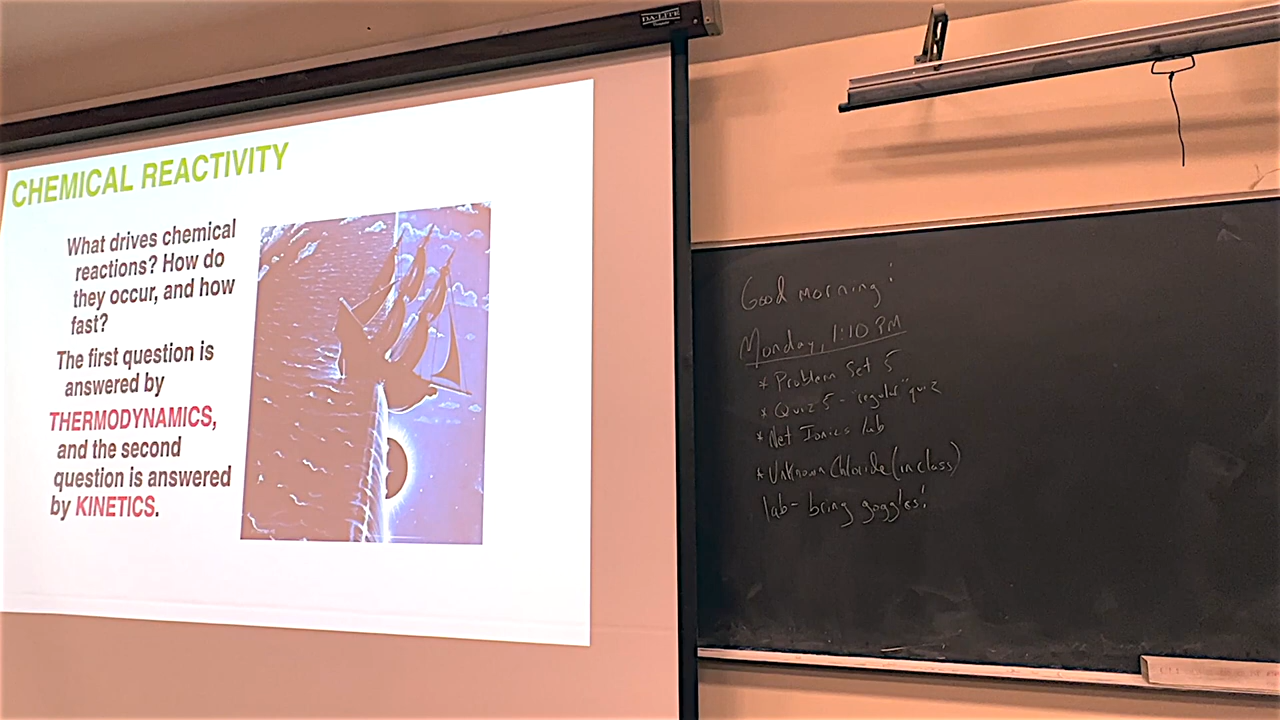 DA-LITE
CHEMICAL REACTIVITY
What drives chemical
reactions? How do
they occur, and how
fast?
The first question is
answered by
THERMODYNAMICS,
and the second
question is answered
by KINETICS.
Good morning!
Monday, 1:10 PM
* Problem Set 5
* Quiz 5 - "regular" quiz
* Net Ionics lab
* Unknown Chloride (in class)
lab - bring goggles!